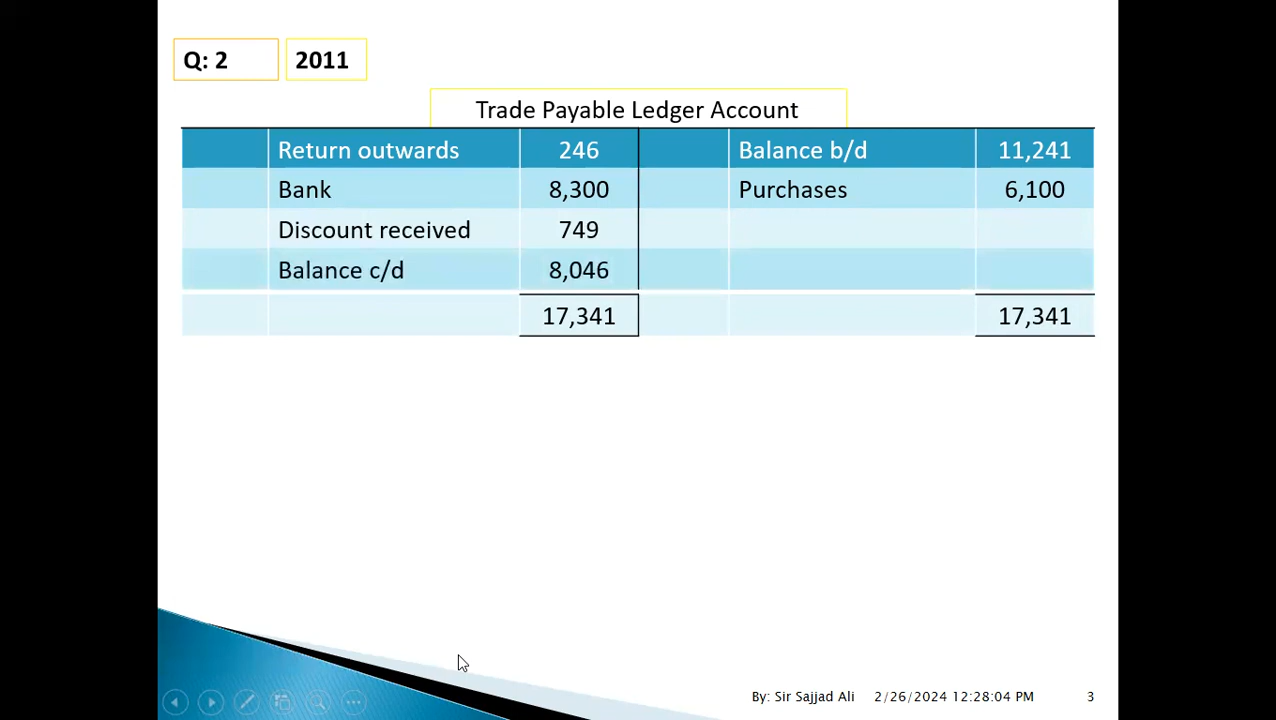 Q: 2 2011
Trade Payable Ledger Account
Return outwards 246 Balance b/d 11,241
Bank 8,300 Purchases 6,100
Discount received 749
Balance c/d 8,046
17,341 17,341
By: Sir Sajjad Ali 2/26/2024 12:28:04 PM 3